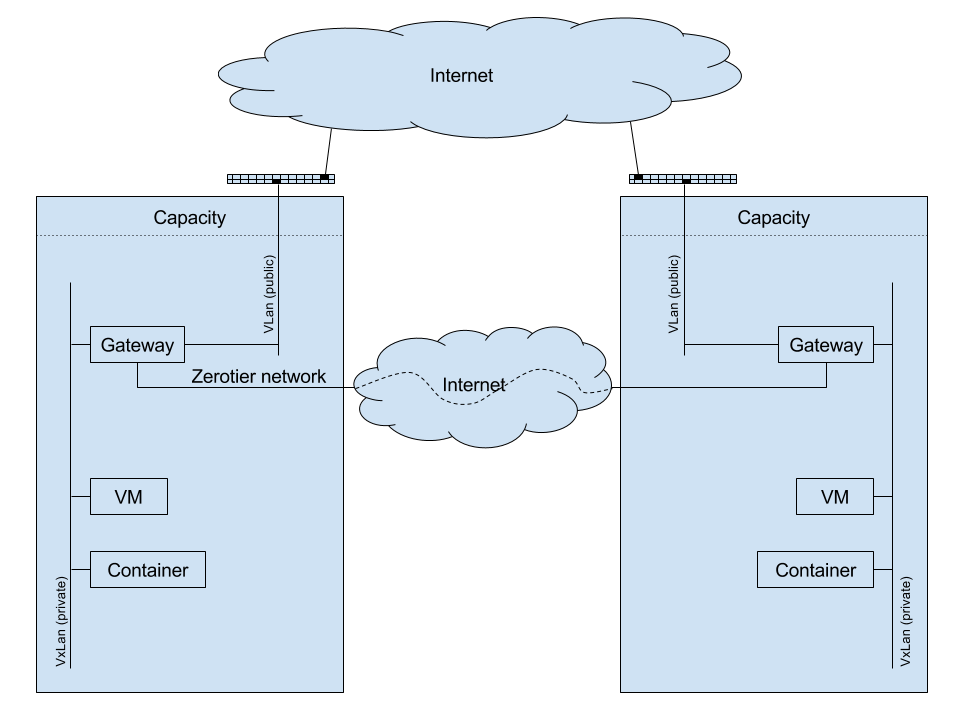 Internet
Capacity
Capacity
VLan (public)
VLan (public)
Gateway
Gateway
Zerotier network
Internet
VM
VM
Container
Container
VxLan (private)
VxLan (private)